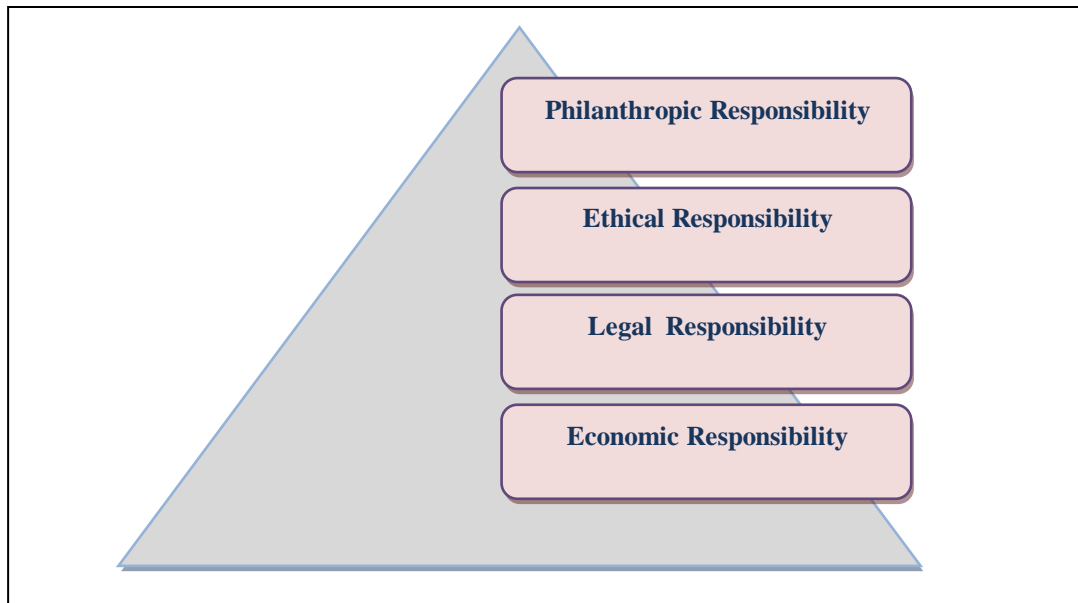 Philanthropic Responsibility
Ethical Responsibility
Legal  Responsibility
Economic Responsibility